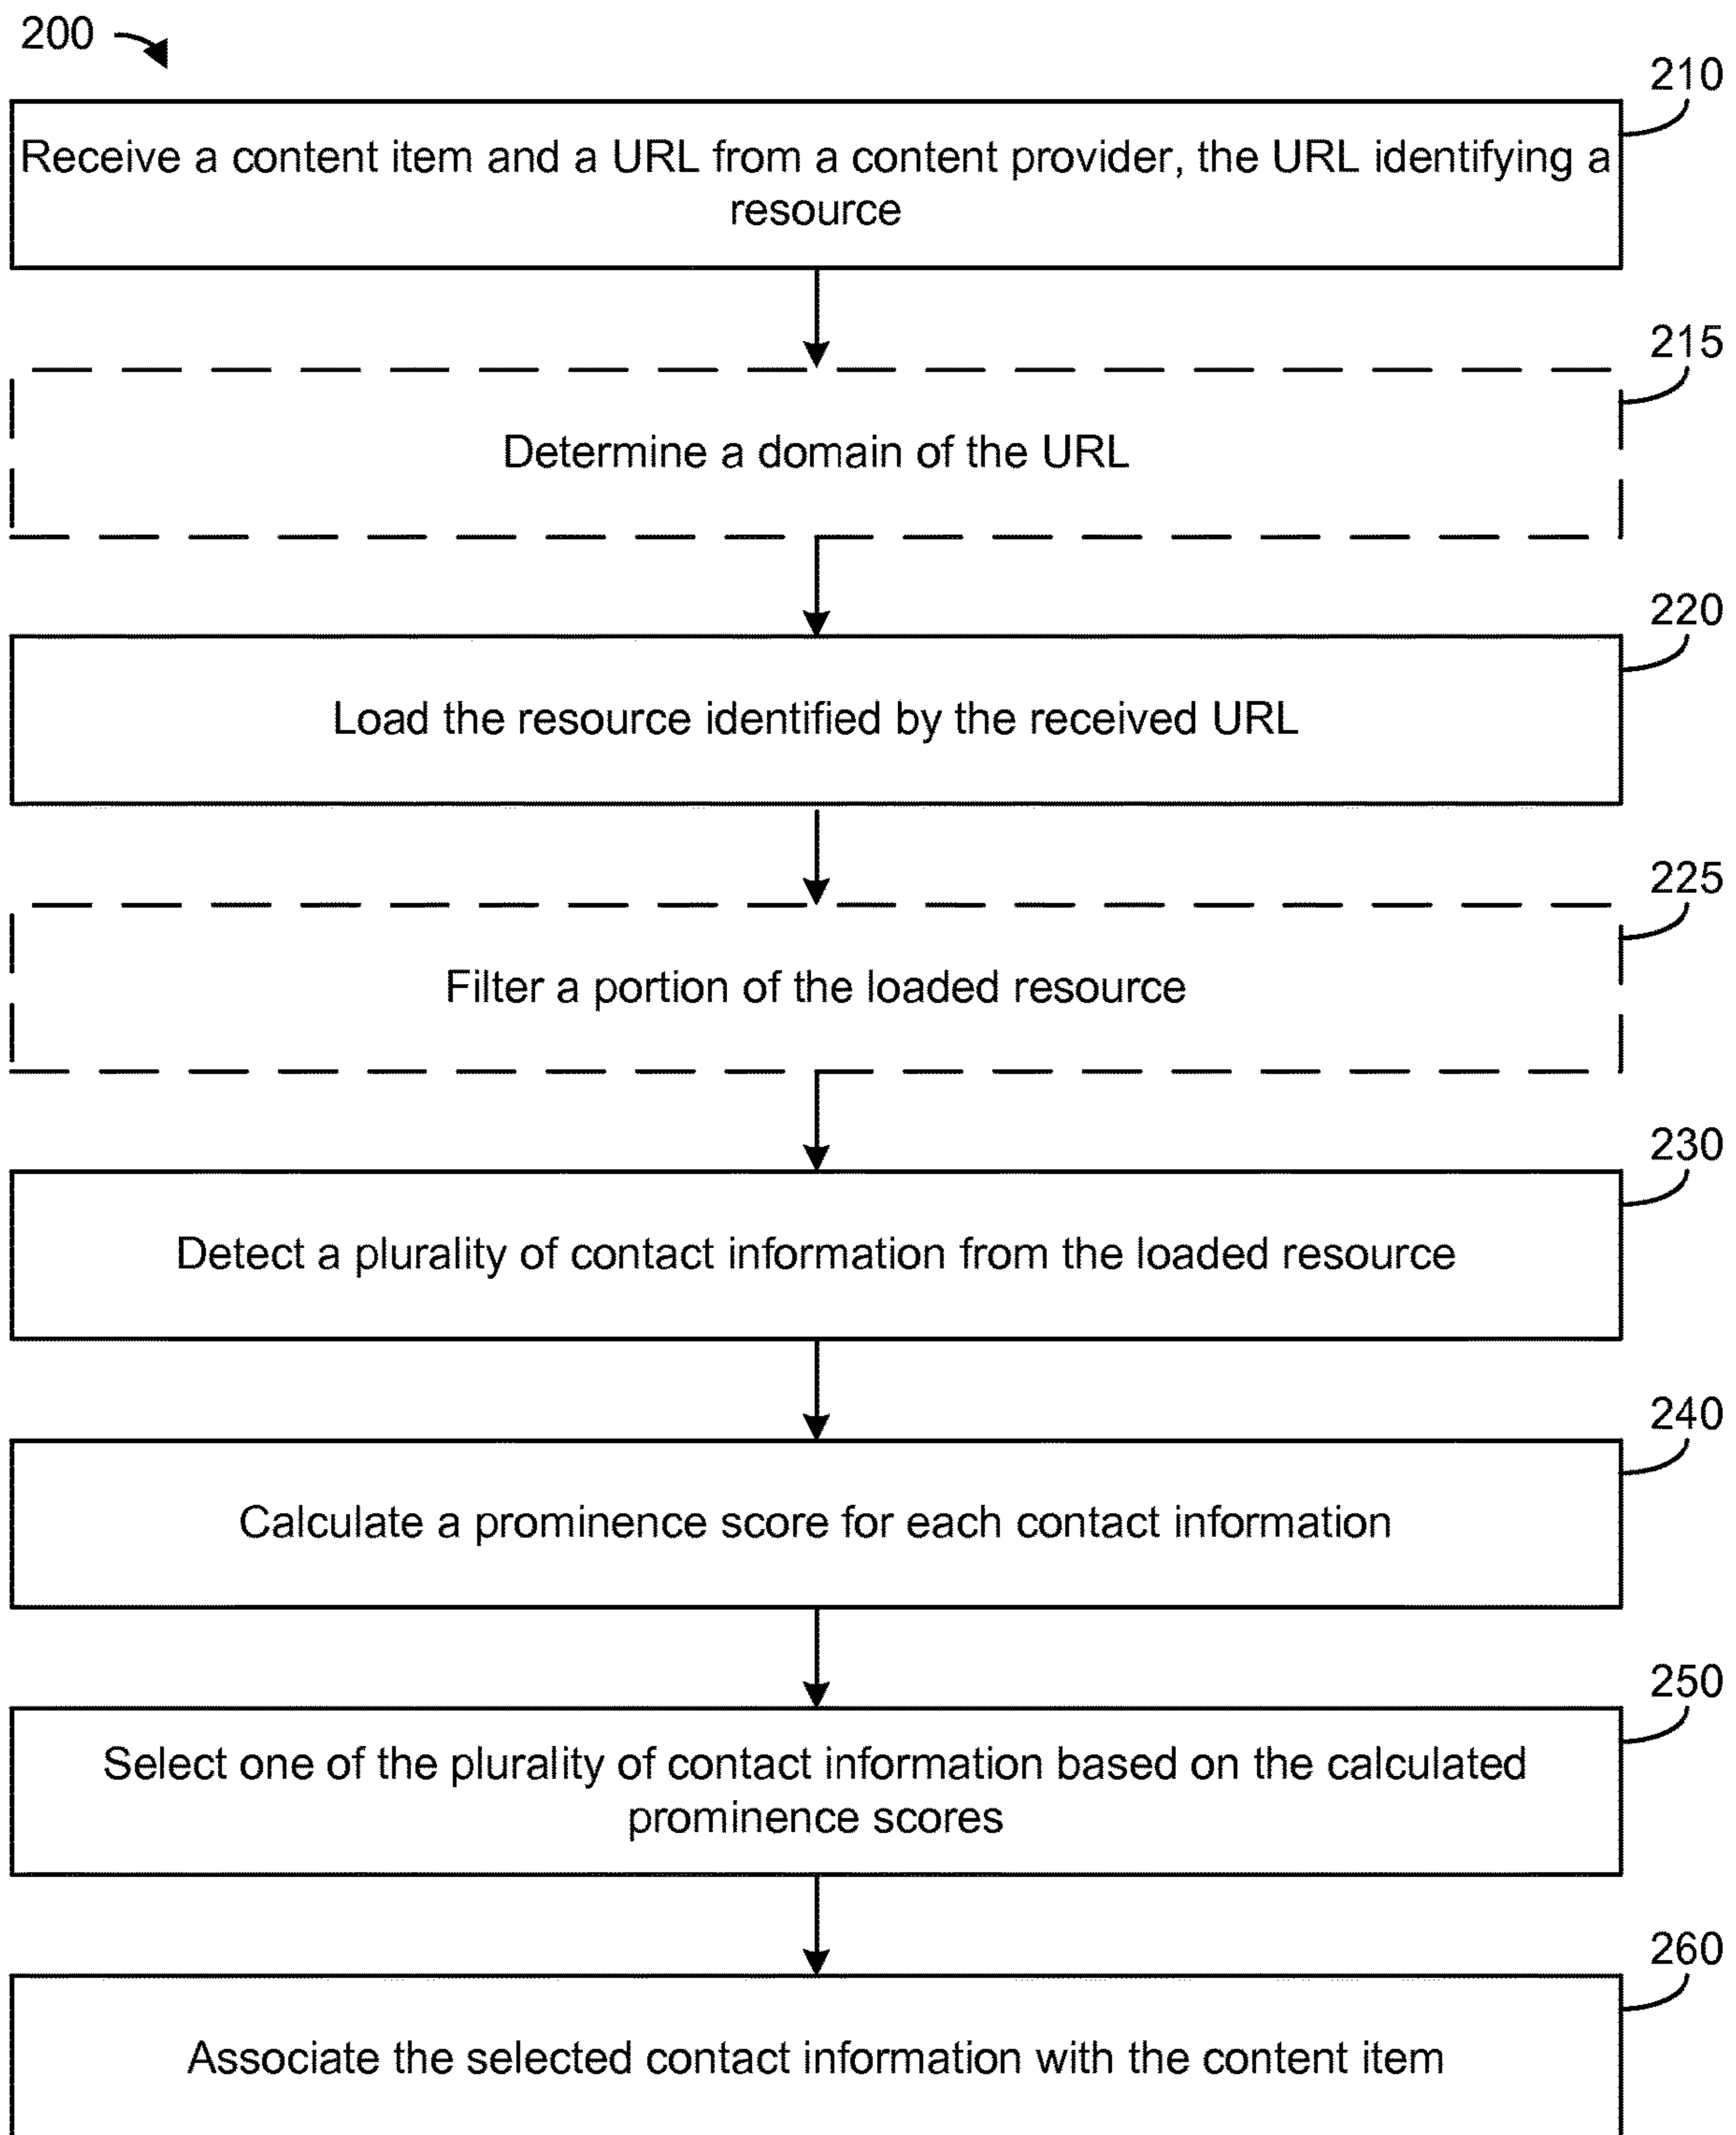 200
210
Receive a content item and a URL from a content provider, the URL identifying a
resource
215
Determine a domain of the URL
220
Load the resource identified by the received URL
225
Filter a portion of the loaded resource
230
Detect a plurality of contact information from the loaded resource
240
Calculate a prominence score for each contact information
250
Select one of the plurality of contact information based on the calculated
prominence scores
260
Associate the selected contact information with the content item